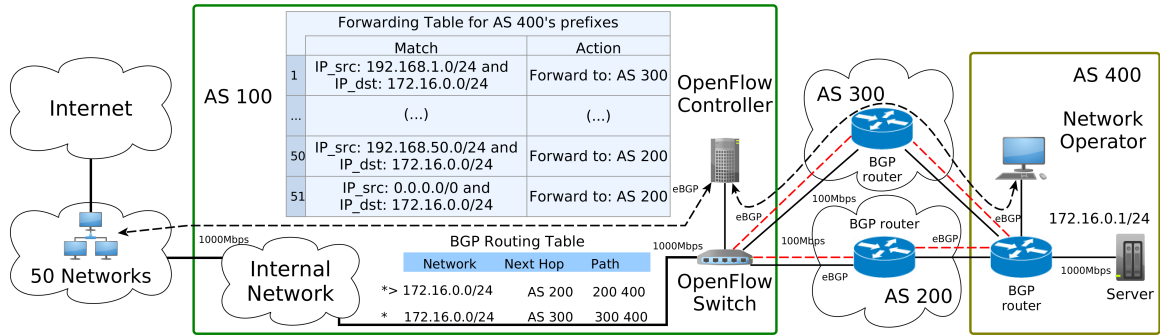 Forwarding Table for AS 400's prefixes
Match Action
1 IP_src: 192.168.1.0/24 and
IP_dst: 172.16.0.0/24
Forward to: AS 300
... (...) (...)
50 IP_src: 192.168.50.0/24 and
IP_dst: 172.16.0.0/24
Forward to: AS 200
51 IP_src: 0.0.0.0/0 and
IP_dst: 172.16.0.0/24
Forward to: AS 200
AS 100
Internet
50 Networks
1000Mbps
Internal
Network
BGP Routing Table
Network Next Hop Path
*> 172.16.0.0/24 AS 200 200 400
* 172.16.0.0/24 AS 300 300 400
OpenFlow
Controller
eBGP
1000Mbps
OpenFlow
Switch
AS 300
BGP
router
eBGP
100Mbps
100Mbps
BGP router
eBGP
eBGP
AS 200
AS 400
Network
Operator
eBGP
172.16.0.1/24
1000Mbps
BGP
router
Server